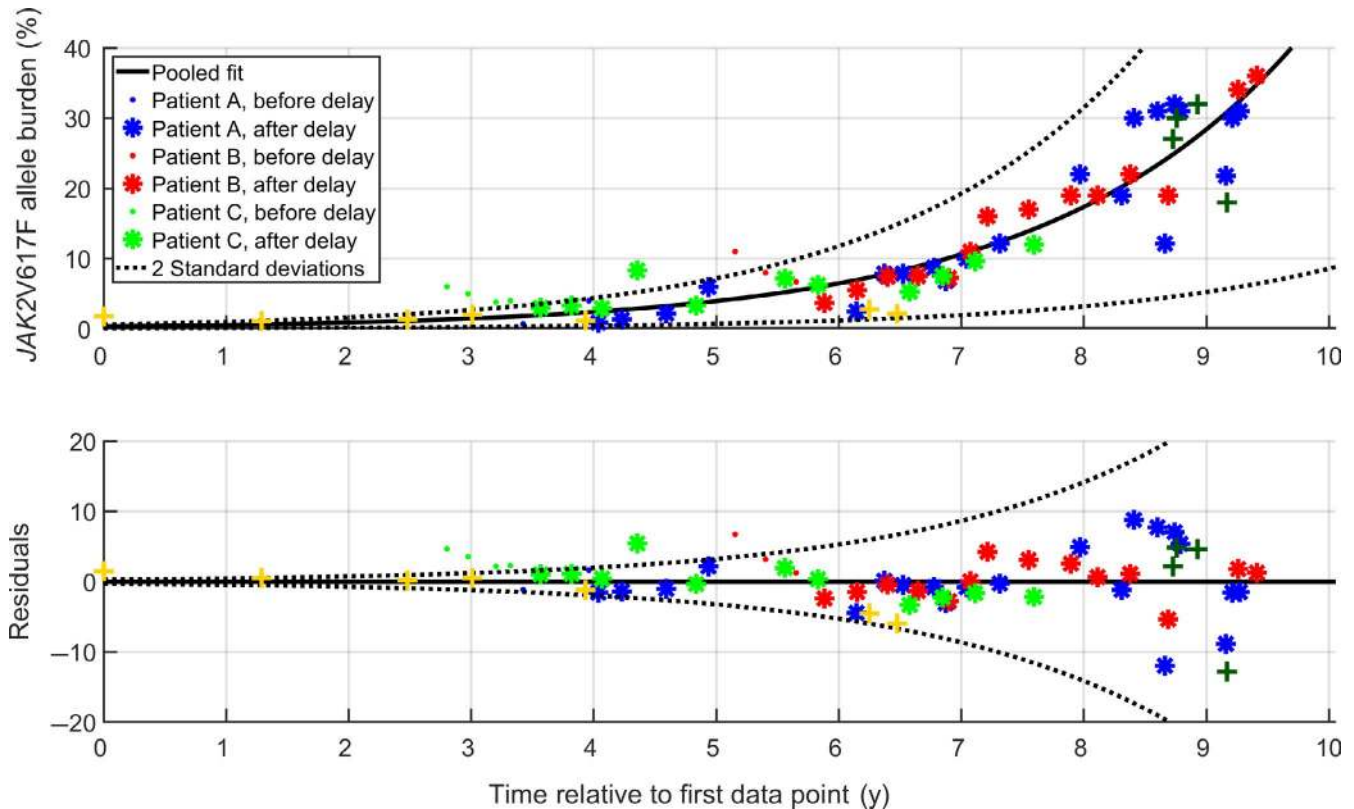 JAK2V617F allele burden (%)
40
30
20
10
0
Pooled fit
Patient A, before delay
Patient A, after delay
Patient B, before delay
Patient B, after delay
Patient C, before delay
Patient C, after delay
2 Standard deviations
0 1 2 3 4 5 6 7 8 9 10
Residuals
20
10
0
–10
–20
0 1 2 3 4 5 6 7 8 9 10
Time relative to first data point (y)